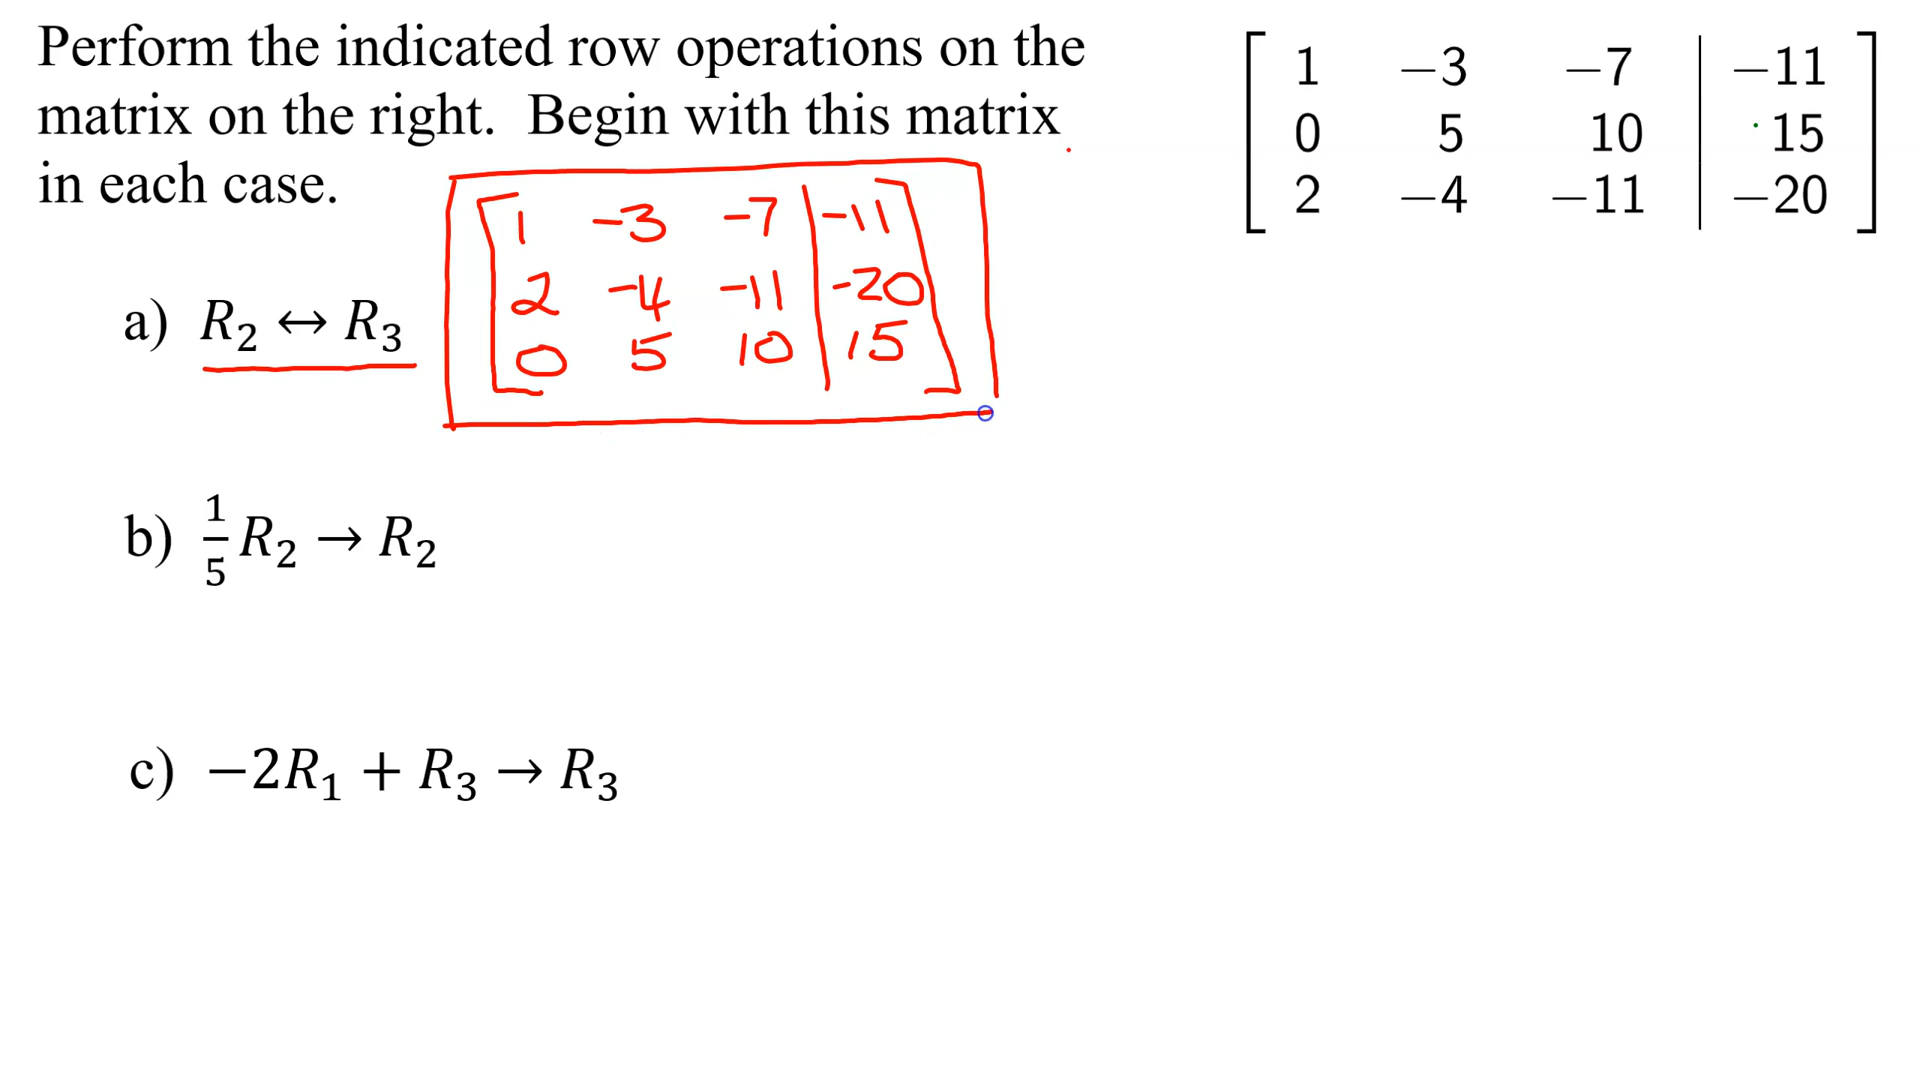 Perform the indicated row operations on the
matrix on the right. Begin with this matrix
in each case.
1 −3 −7 −11
0 5 10 15
2 −4 −11 −20
1 -3 -7 -11
2 -4 -11 -20
0 5 10 15
a) R₂ ↔ R₃
b) 1/5 R₂ → R₂
c) −2R₁ + R₃ → R₃